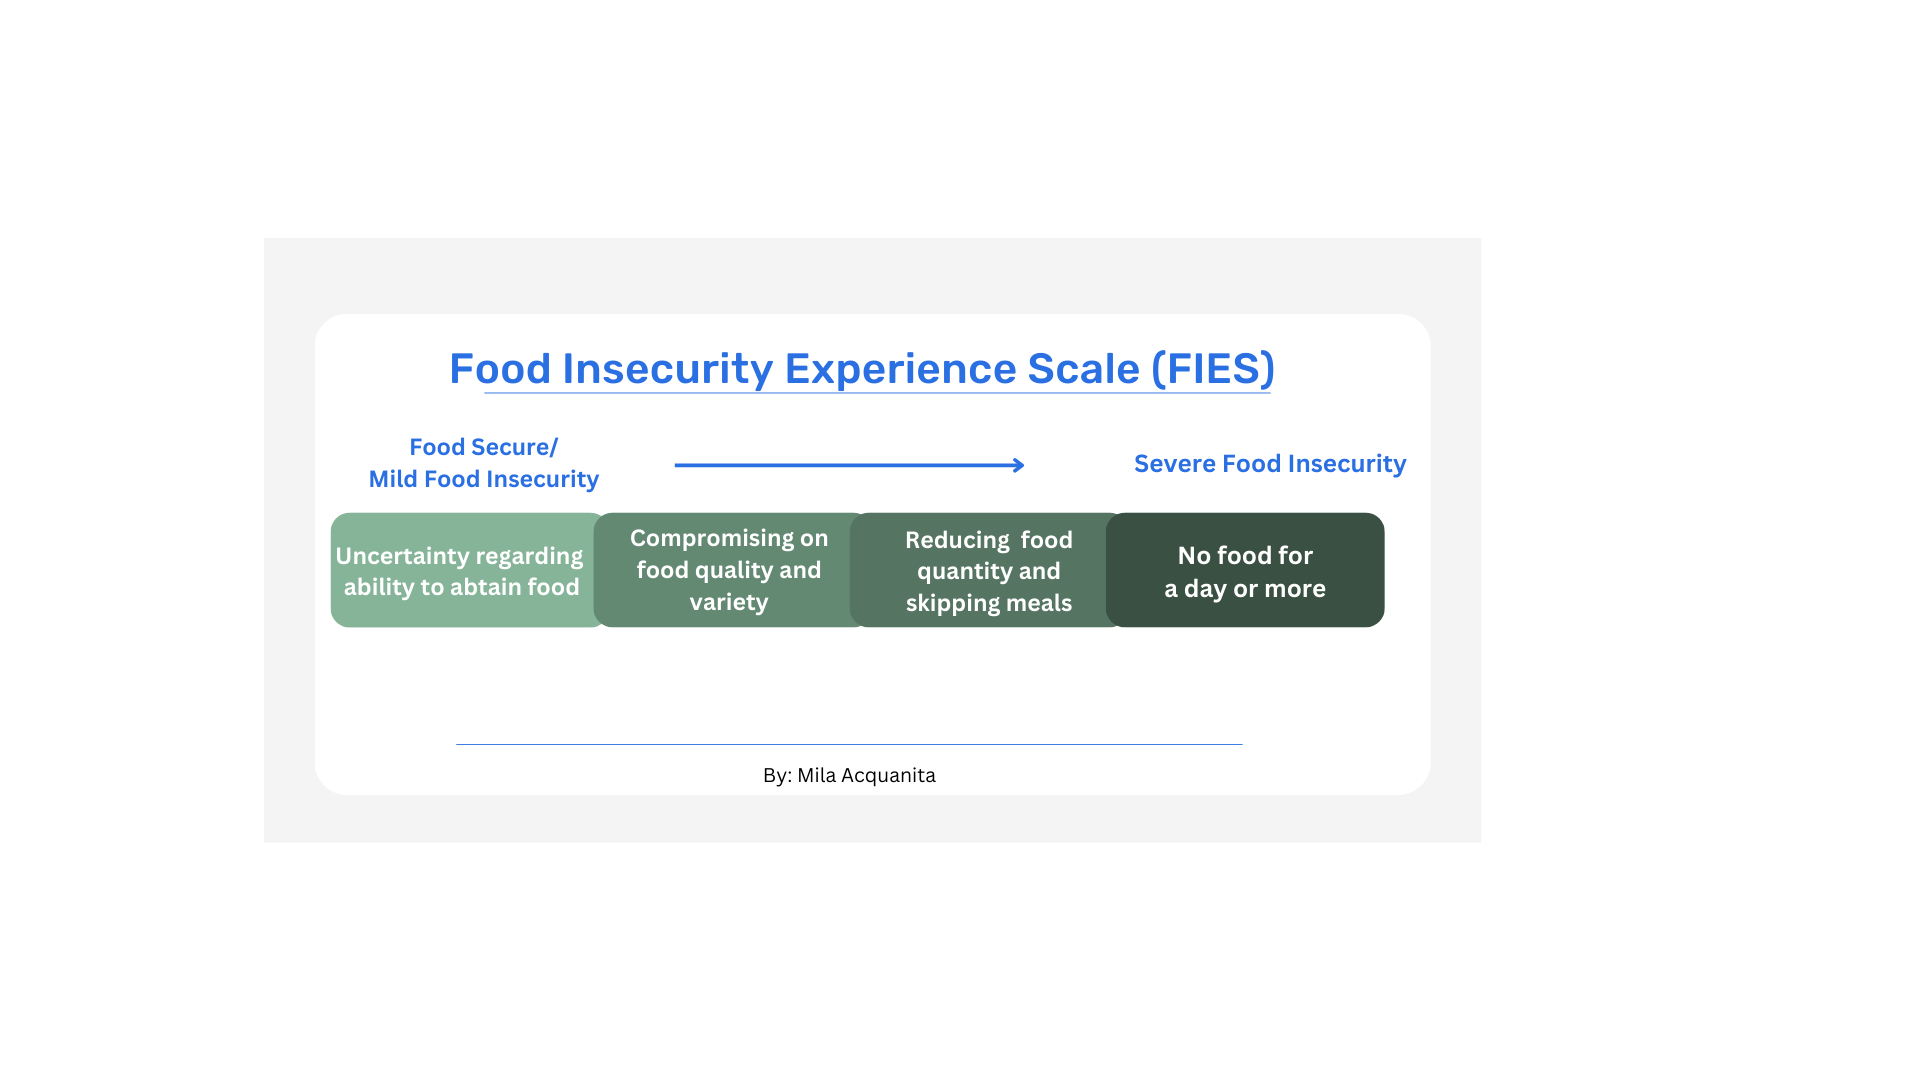 Food Insecurity Experience Scale (FIES)
Food Secure/
Mild Food Insecurity
Severe Food Insecurity
Uncertainty regarding
ability to abtain food
Compromising on
food quality and
variety
Reducing  food
quantity and
skipping meals
No food for
a day or more
By: Mila Acquanita